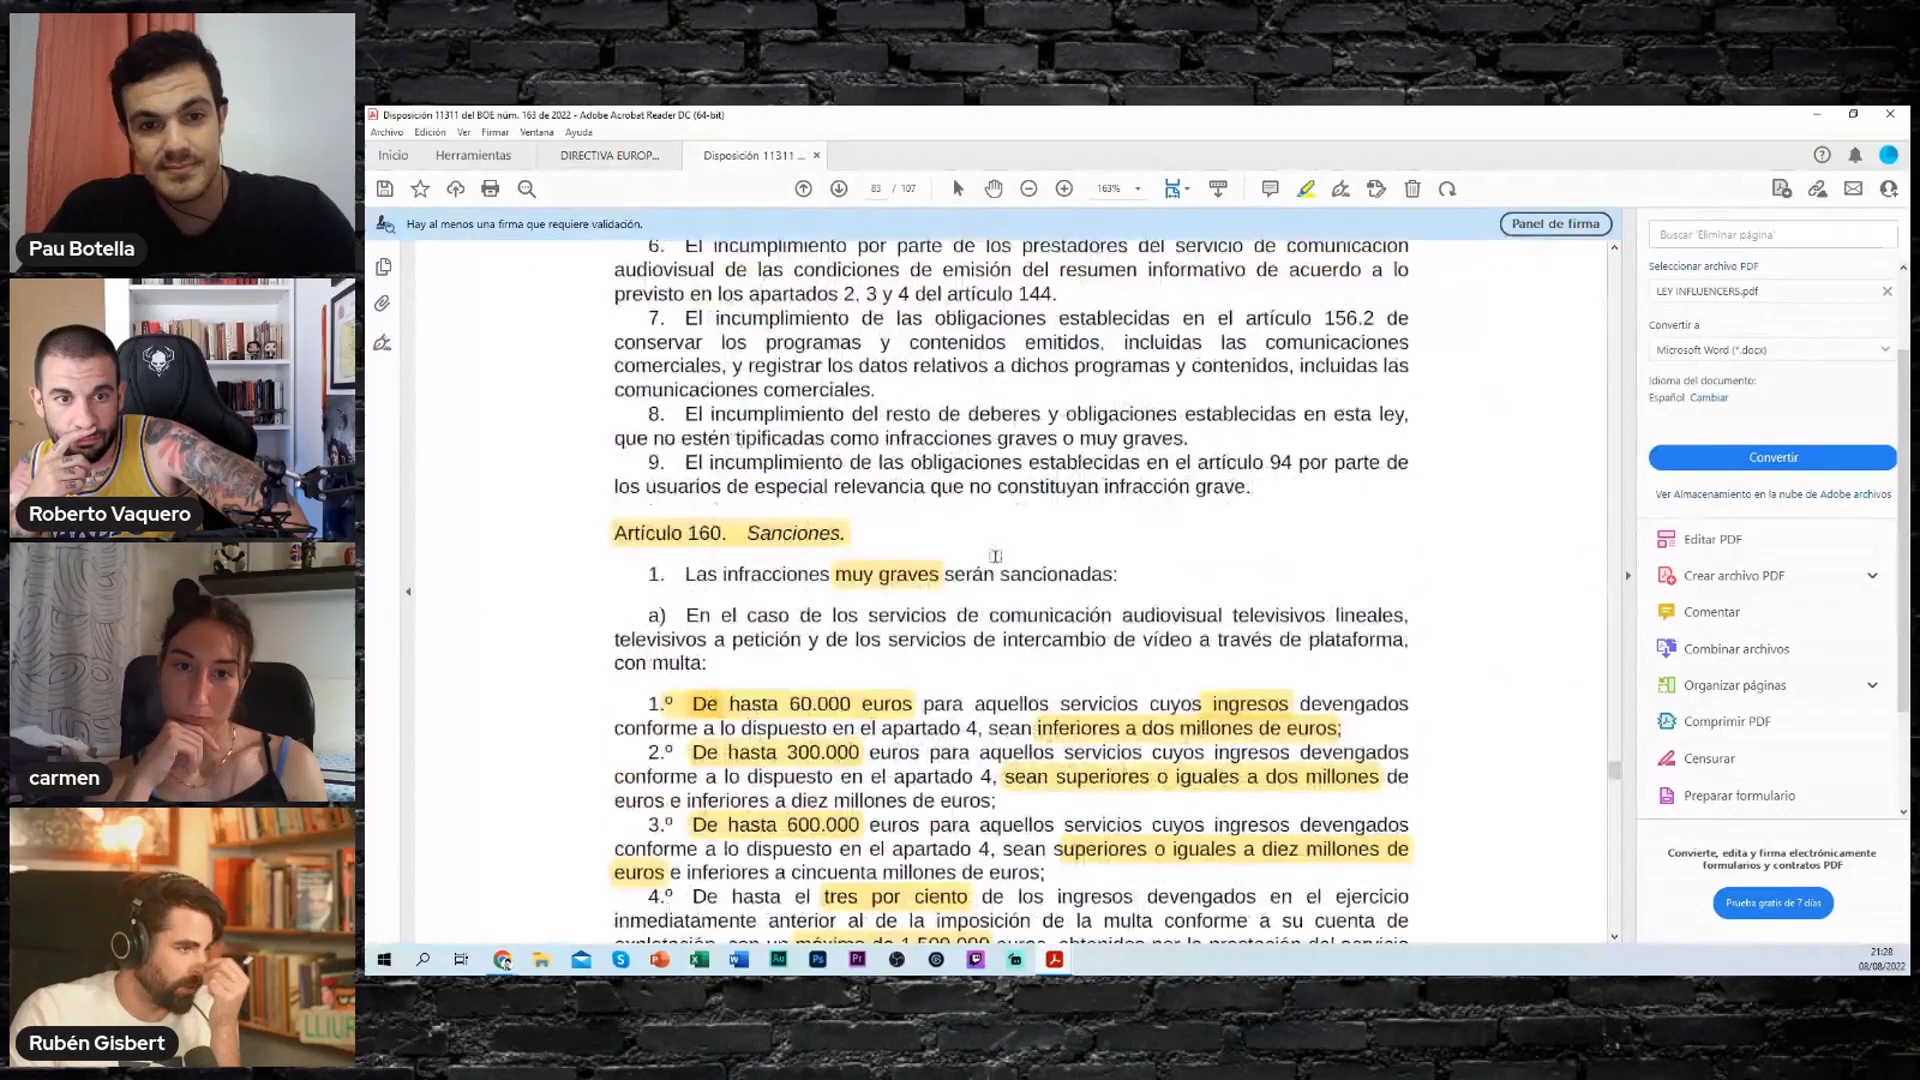 Pau Botella
Roberto Vaquero
carmen
Rubén Gisbert
Disposición 11311 del BOE núm. 163 de 2022 - Adobe Acrobat Reader DC (64-bit)
Archivo Edición Ver Firmar Ventana Ayuda
Inicio Herramientas DIRECTIVA EUROP... Disposición 11311 ... ×
83 / 107 163%
Hay al menos una firma que requiere validación. Panel de firma
6. El incumplimiento por parte de los prestadores del servicio de comunicación
audiovisual de las condiciones de emisión del resumen informativo de acuerdo a lo
previsto en los apartados 2, 3 y 4 del artículo 144.
7. El incumplimiento de las obligaciones establecidas en el artículo 156.2 de
conservar los programas y contenidos emitidos, incluidas las comunicaciones
comerciales, y registrar los datos relativos a dichos programas y contenidos, incluidas las
comunicaciones comerciales.
8. El incumplimiento del resto de deberes y obligaciones establecidas en esta ley,
que no estén tipificadas como infracciones graves o muy graves.
9. El incumplimiento de las obligaciones establecidas en el artículo 94 por parte de
los usuarios de especial relevancia que no constituyan infracción grave.
Artículo 160. Sanciones.
1. Las infracciones muy graves serán sancionadas:
a) En el caso de los servicios de comunicación audiovisual televisivos lineales,
televisivos a petición y de los servicios de intercambio de vídeo a través de plataforma,
con multa:
1.º De hasta 60.000 euros para aquellos servicios cuyos ingresos devengados
conforme a lo dispuesto en el apartado 4, sean inferiores a dos millones de euros;
2.º De hasta 300.000 euros para aquellos servicios cuyos ingresos devengados
conforme a lo dispuesto en el apartado 4, sean superiores o iguales a dos millones de
euros e inferiores a diez millones de euros;
3.º De hasta 600.000 euros para aquellos servicios cuyos ingresos devengados
conforme a lo dispuesto en el apartado 4, sean superiores o iguales a diez millones de
euros e inferiores a cincuenta millones de euros;
4.º De hasta el tres por ciento de los ingresos devengados en el ejercicio
inmediatamente anterior al de la imposición de la multa conforme a su cuenta de
explotación, con un máximo de 1.500.000 euros, obtenidos por la prestación del servicio
Buscar 'Eliminar página'
Seleccionar archivo PDF
LEY INFLUENCERS.pdf ×
Convertir a
Microsoft Word (*.docx)
Idioma del documento:
Español Cambiar
Convertir
Ver Almacenamiento en la nube de Adobe archivos
Editar PDF
Crear archivo PDF
Comentar
Combinar archivos
Organizar páginas
Comprimir PDF
Censurar
Preparar formulario
Convierte, edita y firma electrónicamente
formularios y contratos PDF
Prueba gratis de 7 días
21:28
08/08/2022
LLIU